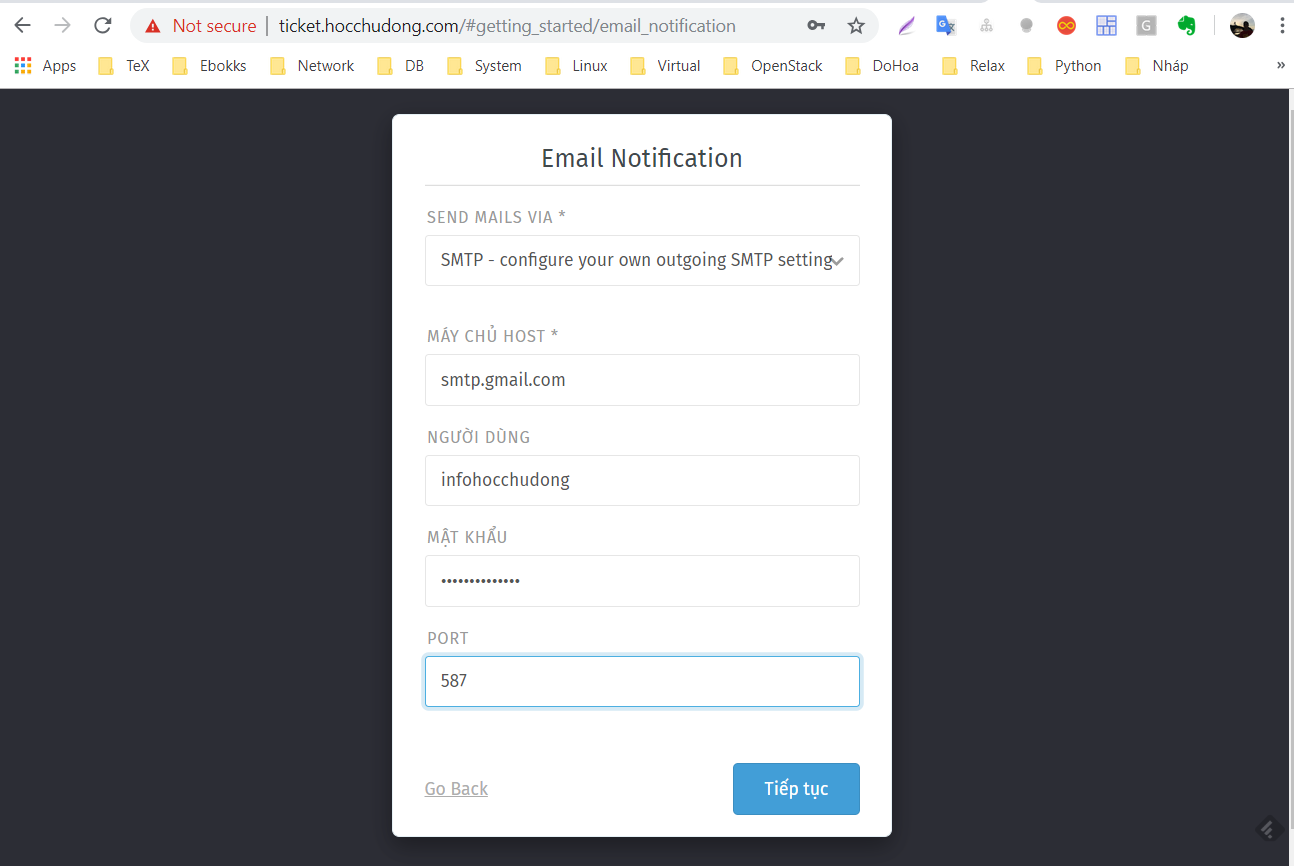 Not secure | ticket.hocchudong.com/#getting_started/email_notification
Apps TeX Ebokks Network DB System Linux Virtual OpenStack DoHoa Relax Python Nháp »
Email Notification
SEND MAILS VIA *
SMTP - configure your own outgoing SMTP setting
MÁY CHỦ HOST *
smtp.gmail.com
NGƯỜI DÙNG
infohocchudong
MẬT KHẨU
••••••••••••••
PORT
587
Go Back
Tiếp tục